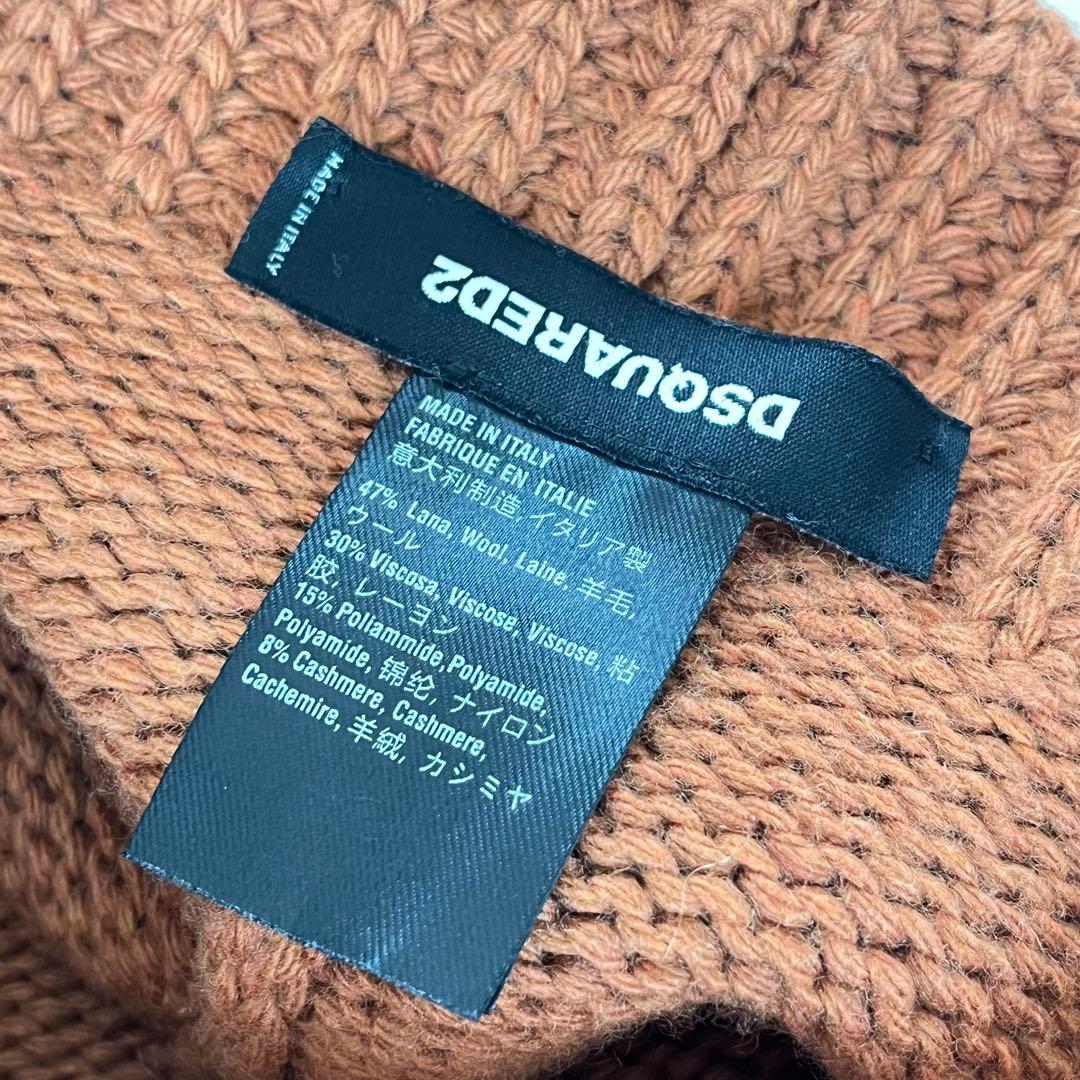 MADE IN ITALY
DSQUARED2
MADE IN ITALY
FABRIQUE EN ITALIE
意大利制造,イタリア製
47% Lana, Wool, Laine, 羊毛,
ウール
30% Viscosa, Viscose, Viscose, 粘
胶, レーヨン
15% Poliammide,Polyamide,
Polyamide, 锦纶, ナイロン
8% Cashmere, Cashmere,
Cachemire, 羊絨, カシミヤ